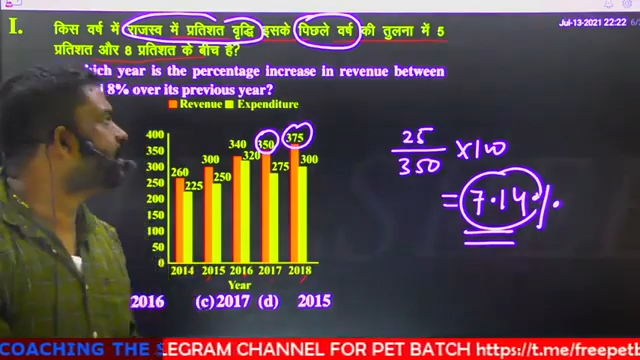 I. किस वर्ष में राजस्व में प्रतिशत वृद्धि इसके पिछले वर्ष की तुलना में 5
प्रतिशत और 8 प्रतिशत के बीच है?
Jul-13-2021 22:22
year is the percentage increase in revenue between
8% over its previous year?
Revenue Expenditure
400
350
300
250
200
150
100
50
0
260 225 300 250 340 320 350 275 375 300
2014 2015 2016 2017 2018
Year
25/350 ×100
= 7.14%
2016 (c) 2017 (d) 2015
COACHING THE
LEGRAM CHANNEL FOR PET BATCH https://t.me/freepetb